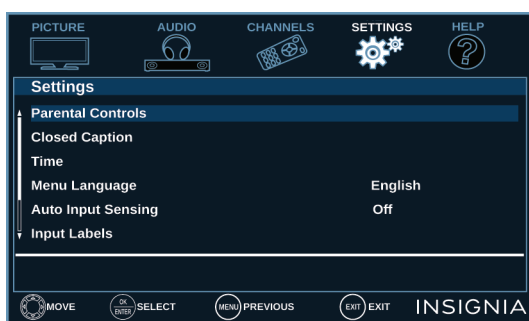 PICTURE AUDIO CHANNELS SETTINGS HELP
Settings
Parental Controls
Closed Caption
Time
Menu Language English
Auto Input Sensing Off
Input Labels
MOVE OK ENTER SELECT MENU PREVIOUS EXIT EXIT INSIGNIA